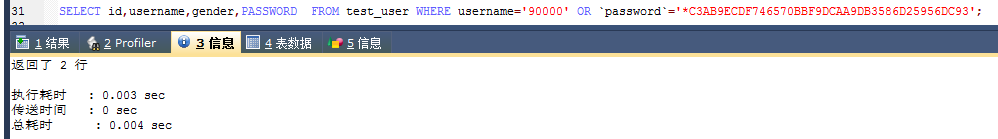 31 SELECT id,username,gender,PASSWORD FROM test_user WHERE username='90000' OR `password`='*C3AB9ECDF746570BBF9DCAA9DB3586D25956DC93';
1 结果 2 Profiler 3 信息 4 表数据 5 信息
返回了 2 行
执行耗时 : 0.003 sec
传送时间 : 0 sec
总耗时 : 0.004 sec